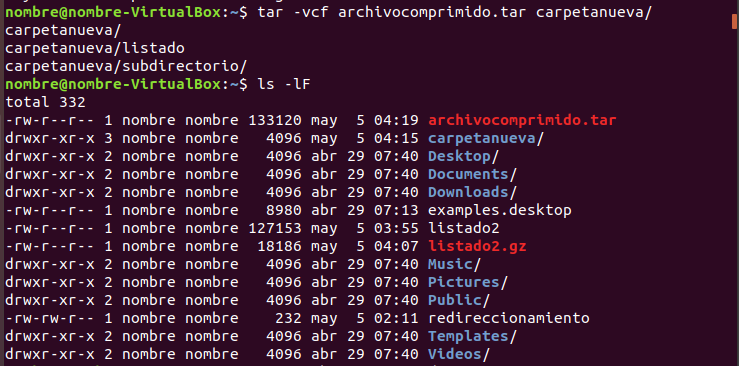 nombre@nombre-VirtualBox:~$ tar -vcf archivocomprimido.tar carpetanueva/
carpetanueva/
carpetanueva/listado
carpetanueva/subdirectorio/
nombre@nombre-VirtualBox:~$ ls -lF
total 332
-rw-r--r-- 1 nombre nombre 133120 may  5 04:19 archivocomprimido.tar
drwxr-xr-x 3 nombre nombre   4096 may  5 04:15 carpetanueva/
drwxr-xr-x 2 nombre nombre   4096 abr 29 07:40 Desktop/
drwxr-xr-x 2 nombre nombre   4096 abr 29 07:40 Documents/
drwxr-xr-x 2 nombre nombre   4096 abr 29 07:40 Downloads/
-rw-r--r-- 1 nombre nombre   8980 abr 29 07:13 examples.desktop
-rw-r--r-- 1 nombre nombre 127153 may  5 03:55 listado2
-rw-r--r-- 1 nombre nombre  18186 may  5 04:07 listado2.gz
drwxr-xr-x 2 nombre nombre   4096 abr 29 07:40 Music/
drwxr-xr-x 2 nombre nombre   4096 abr 29 07:40 Pictures/
drwxr-xr-x 2 nombre nombre   4096 abr 29 07:40 Public/
-rw-rw-r-- 1 nombre nombre    232 may  5 02:11 redireccionamiento
drwxr-xr-x 2 nombre nombre   4096 abr 29 07:40 Templates/
drwxr-xr-x 2 nombre nombre   4096 abr 29 07:40 Videos/